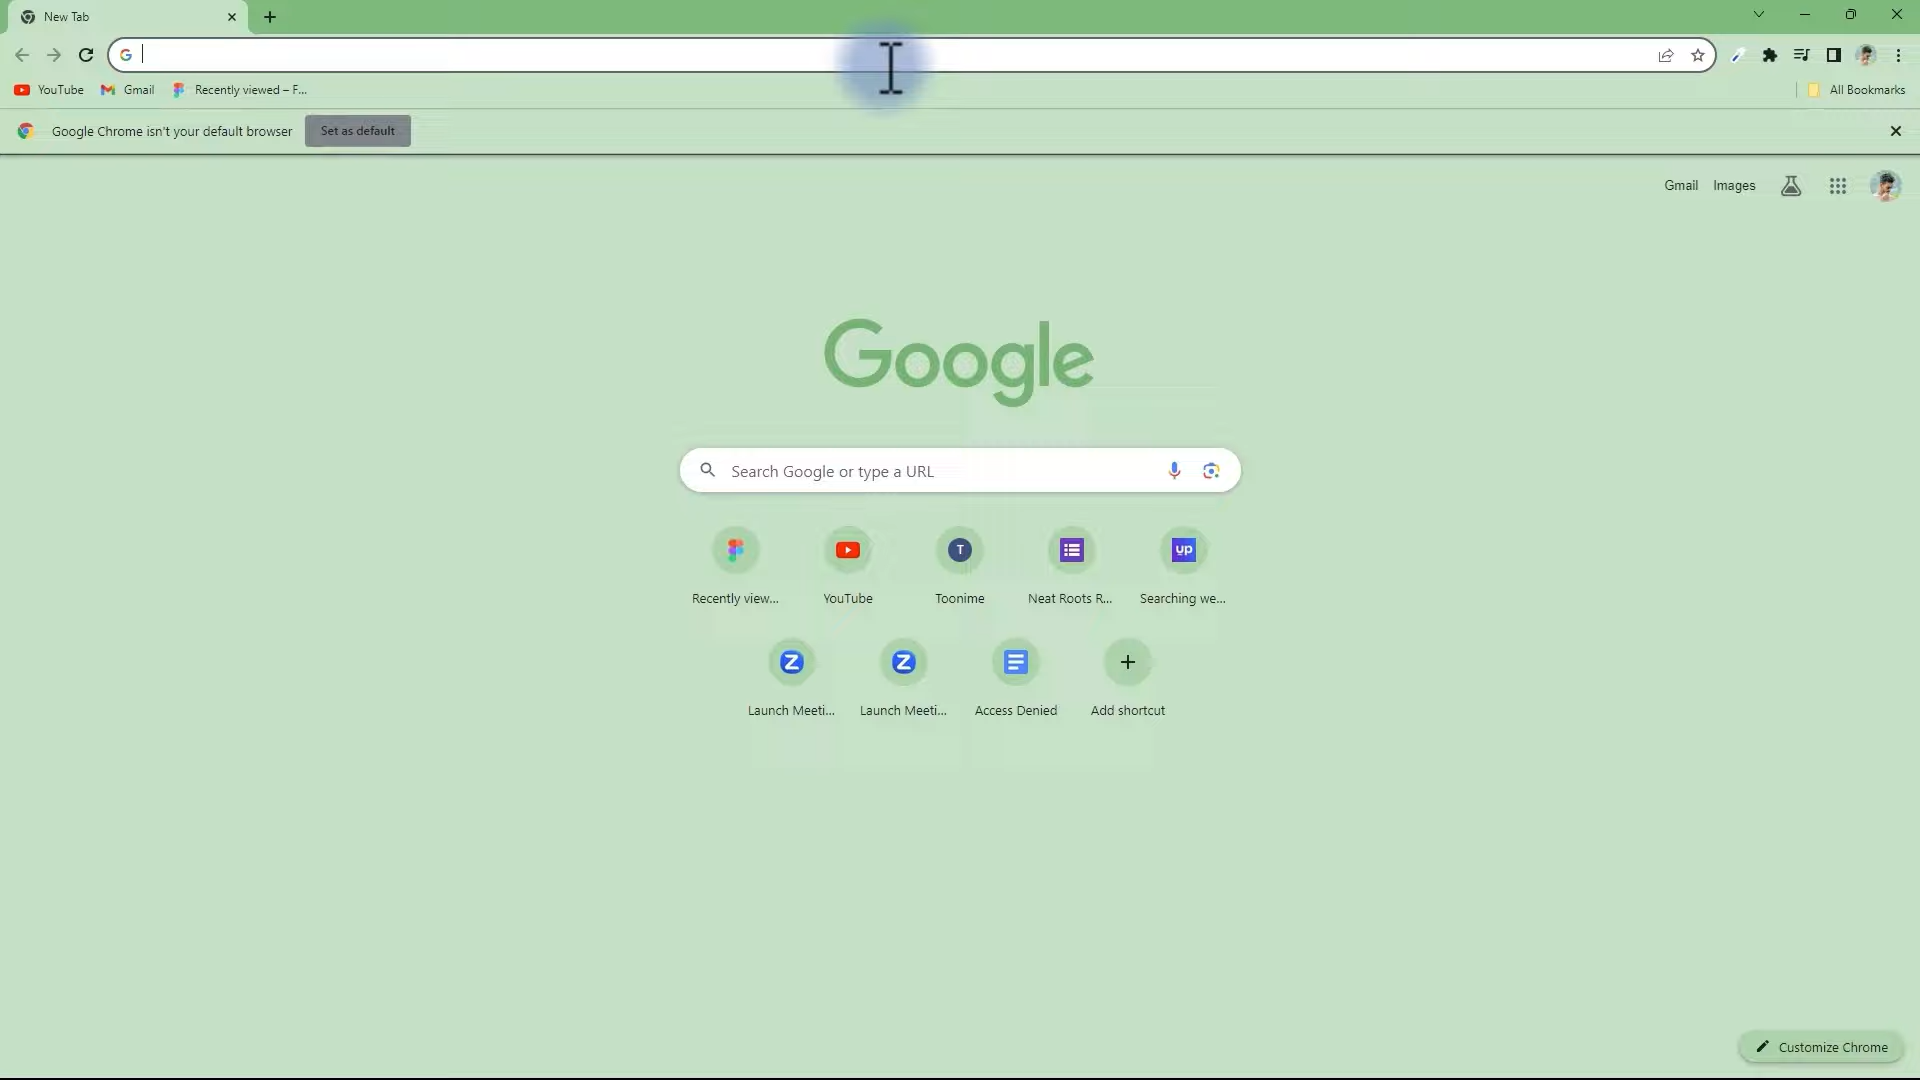 New Tab
YouTube Gmail Recently viewed – F... All Bookmarks
Google Chrome isn't your default browser Set as default
Gmail Images
Google
Search Google or type a URL
T up
Recently view... YouTube Toonime Neat Roots R... Searching we...
Z Z
Launch Meeti... Launch Meeti... Access Denied Add shortcut
Customize Chrome